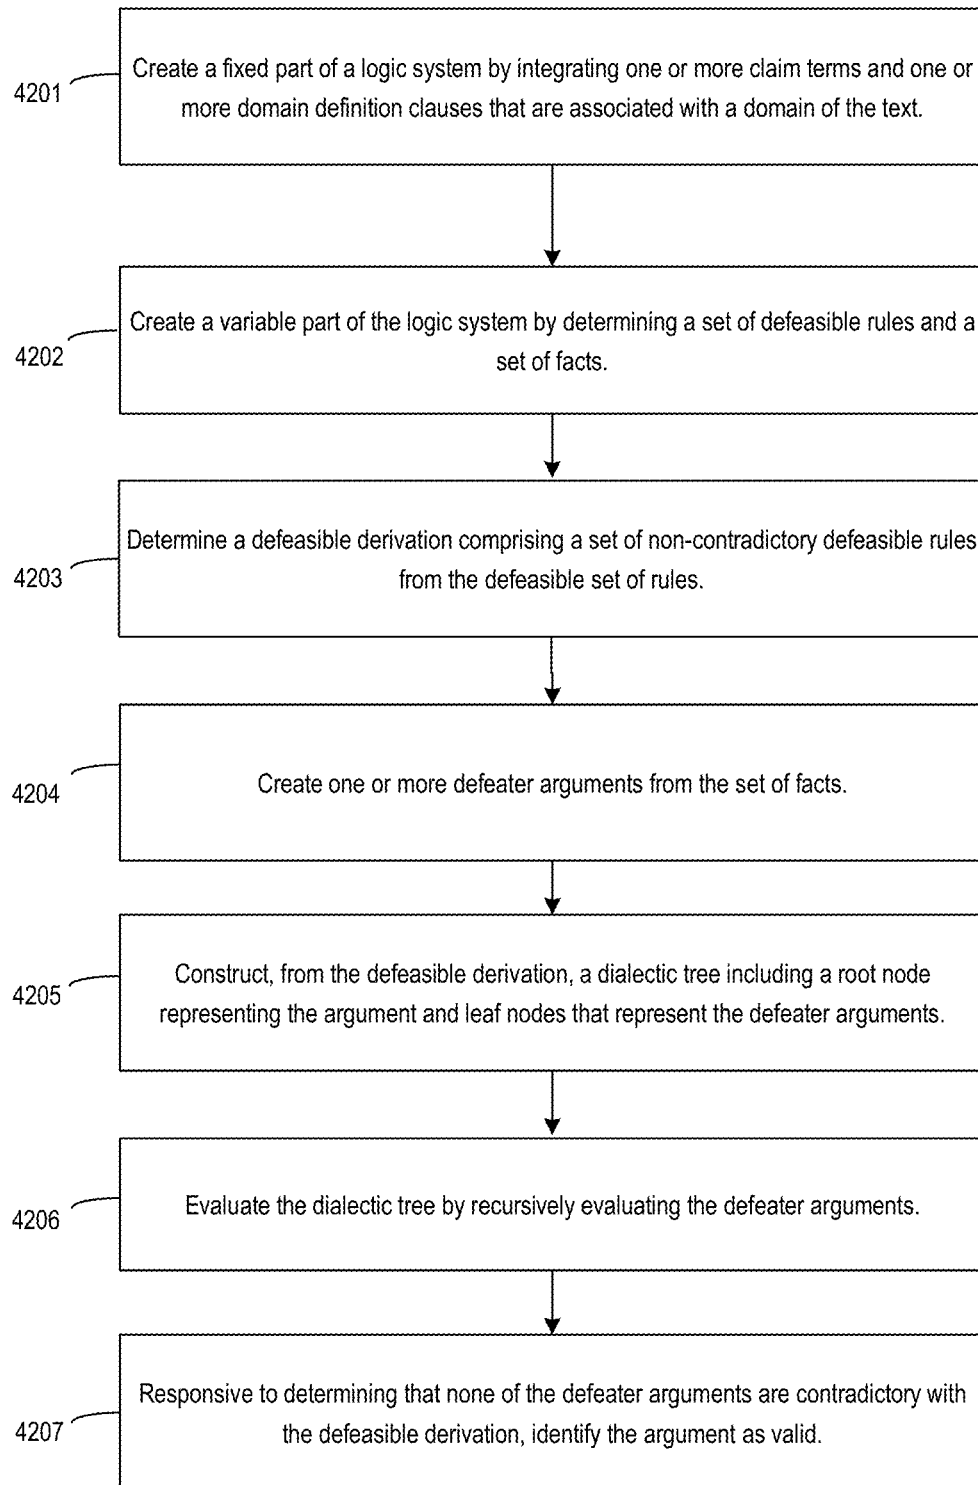 4201
Create a fixed part of a logic system by integrating one or more claim terms and one or
more domain definition clauses that are associated with a domain of the text.
4202
Create a variable part of the logic system by determining a set of defeasible rules and a
set of facts.
4203
Determine a defeasible derivation comprising a set of non-contradictory defeasible rules
from the defeasible set of rules.
4204
Create one or more defeater arguments from the set of facts.
4205
Construct, from the defeasible derivation, a dialectic tree including a root node
representing the argument and leaf nodes that represent the defeater arguments.
4206
Evaluate the dialectic tree by recursively evaluating the defeater arguments.
4207
Responsive to determining that none of the defeater arguments are contradictory with
the defeasible derivation, identify the argument as valid.